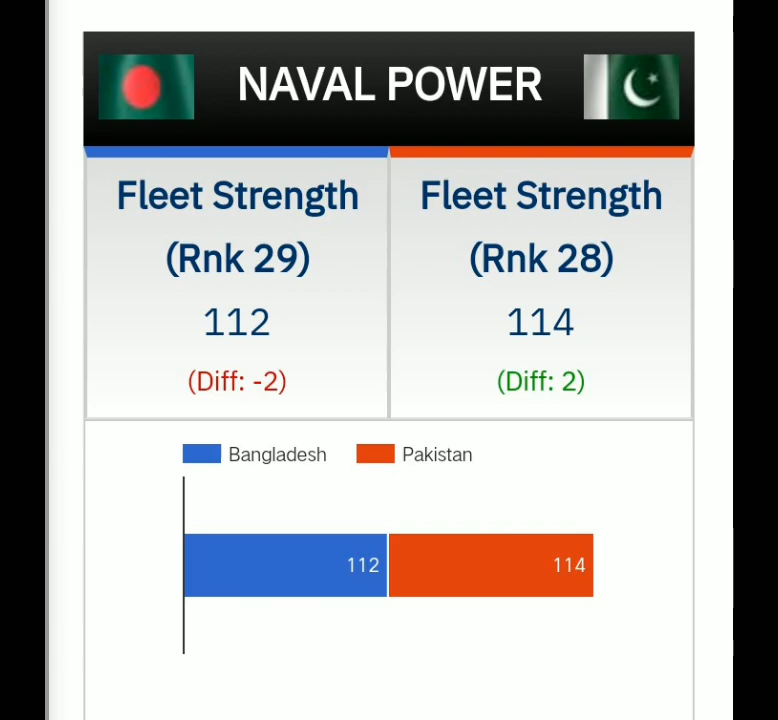 NAVAL POWER
Fleet Strength
(Rnk 29)
112
(Diff: -2)
Fleet Strength
(Rnk 28)
114
(Diff: 2)
Bangladesh
Pakistan
112
114